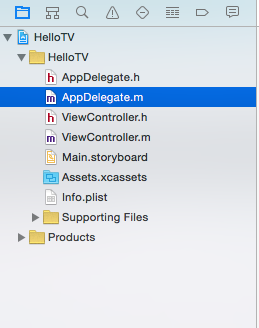 HelloTV
HelloTV
h AppDelegate.h
m AppDelegate.m
h ViewController.h
m ViewController.m
Main.storyboard
Assets.xcassets
Info.plist
Supporting Files
Products